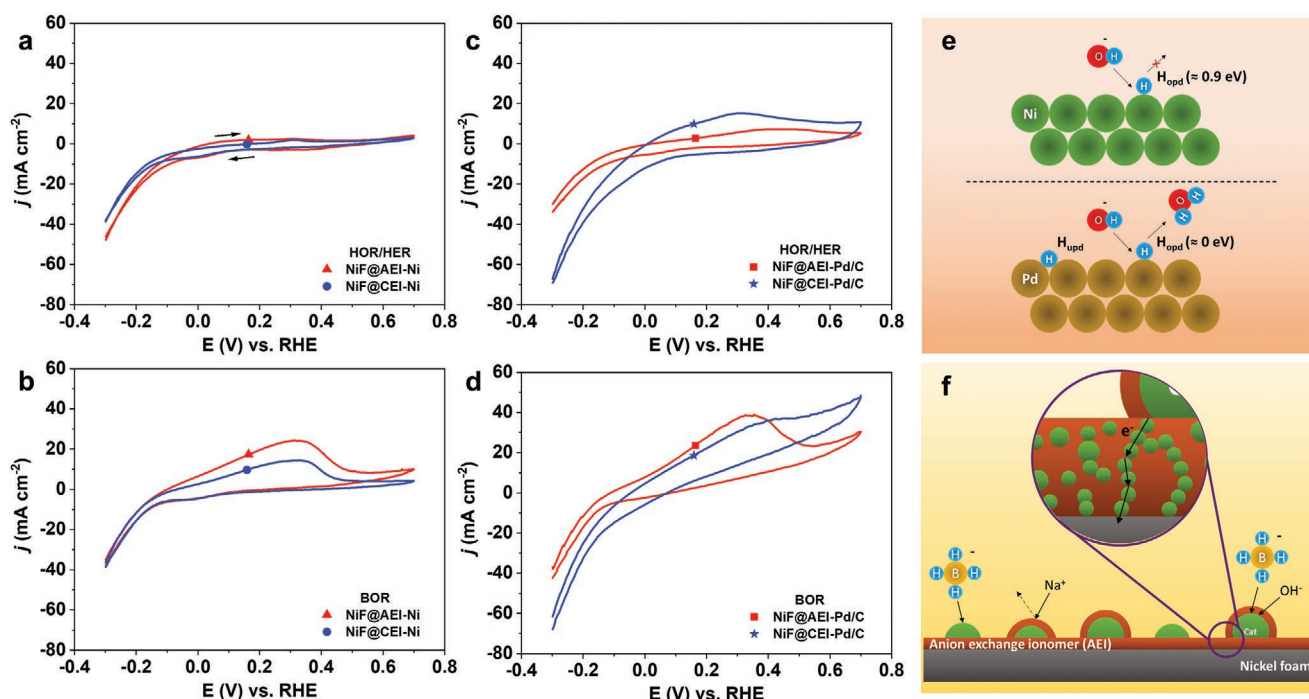 a
60
40
20
0
-20
-40
-60
-80
j (mA cm⁻²)
HOR/HER
NiF@AEI-Ni
NiF@CEI-Ni
-0.4 -0.2 0.0 0.2 0.4 0.6 0.8
E (V) vs. RHE
c
60
40
20
0
-20
-40
-60
-80
j (mA cm⁻²)
HOR/HER
NiF@AEI-Pd/C
NiF@CEI-Pd/C
-0.4 -0.2 0.0 0.2 0.4 0.6 0.8
E (V) vs. RHE
e
-
O H
H
x
Hopd (≈ 0.9 eV)
Ni
-
O H
O H
H
Hupd
H
H
Hopd (≈ 0 eV)
Pd
b
60
40
20
0
-20
-40
-60
-80
j (mA cm⁻²)
BOR
NiF@AEI-Ni
NiF@CEI-Ni
-0.4 -0.2 0.0 0.2 0.4 0.6 0.8
E (V) vs. RHE
d
60
40
20
0
-20
-40
-60
-80
j (mA cm⁻²)
BOR
NiF@AEI-Pd/C
NiF@CEI-Pd/C
-0.4 -0.2 0.0 0.2 0.4 0.6 0.8
E (V) vs. RHE
f
e⁻
H -
H B H
H
Na⁺
H -
H B H
H
OH⁻
Cat
Anion exchange ionomer (AEI)
Nickel foam